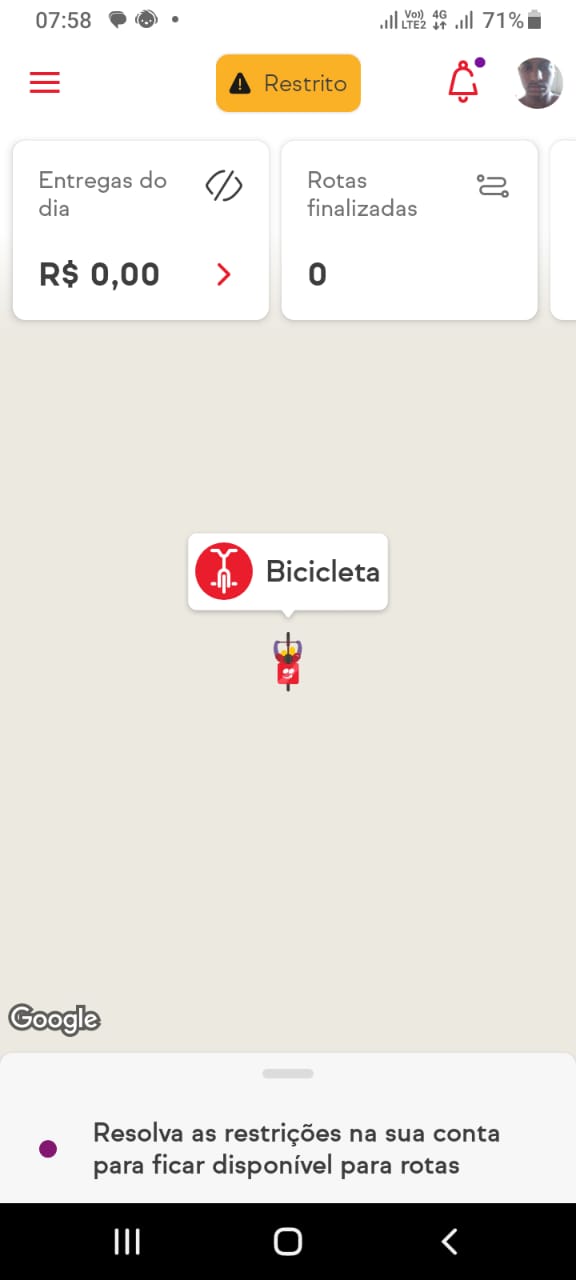 07:58
Vo)) 4G
LTE2
71%
Restrito
Entregas do
dia
R$ 0,00
Rotas
finalizadas
0
Bicicleta
Google
Resolva as restrições na sua conta
para ficar disponível para rotas